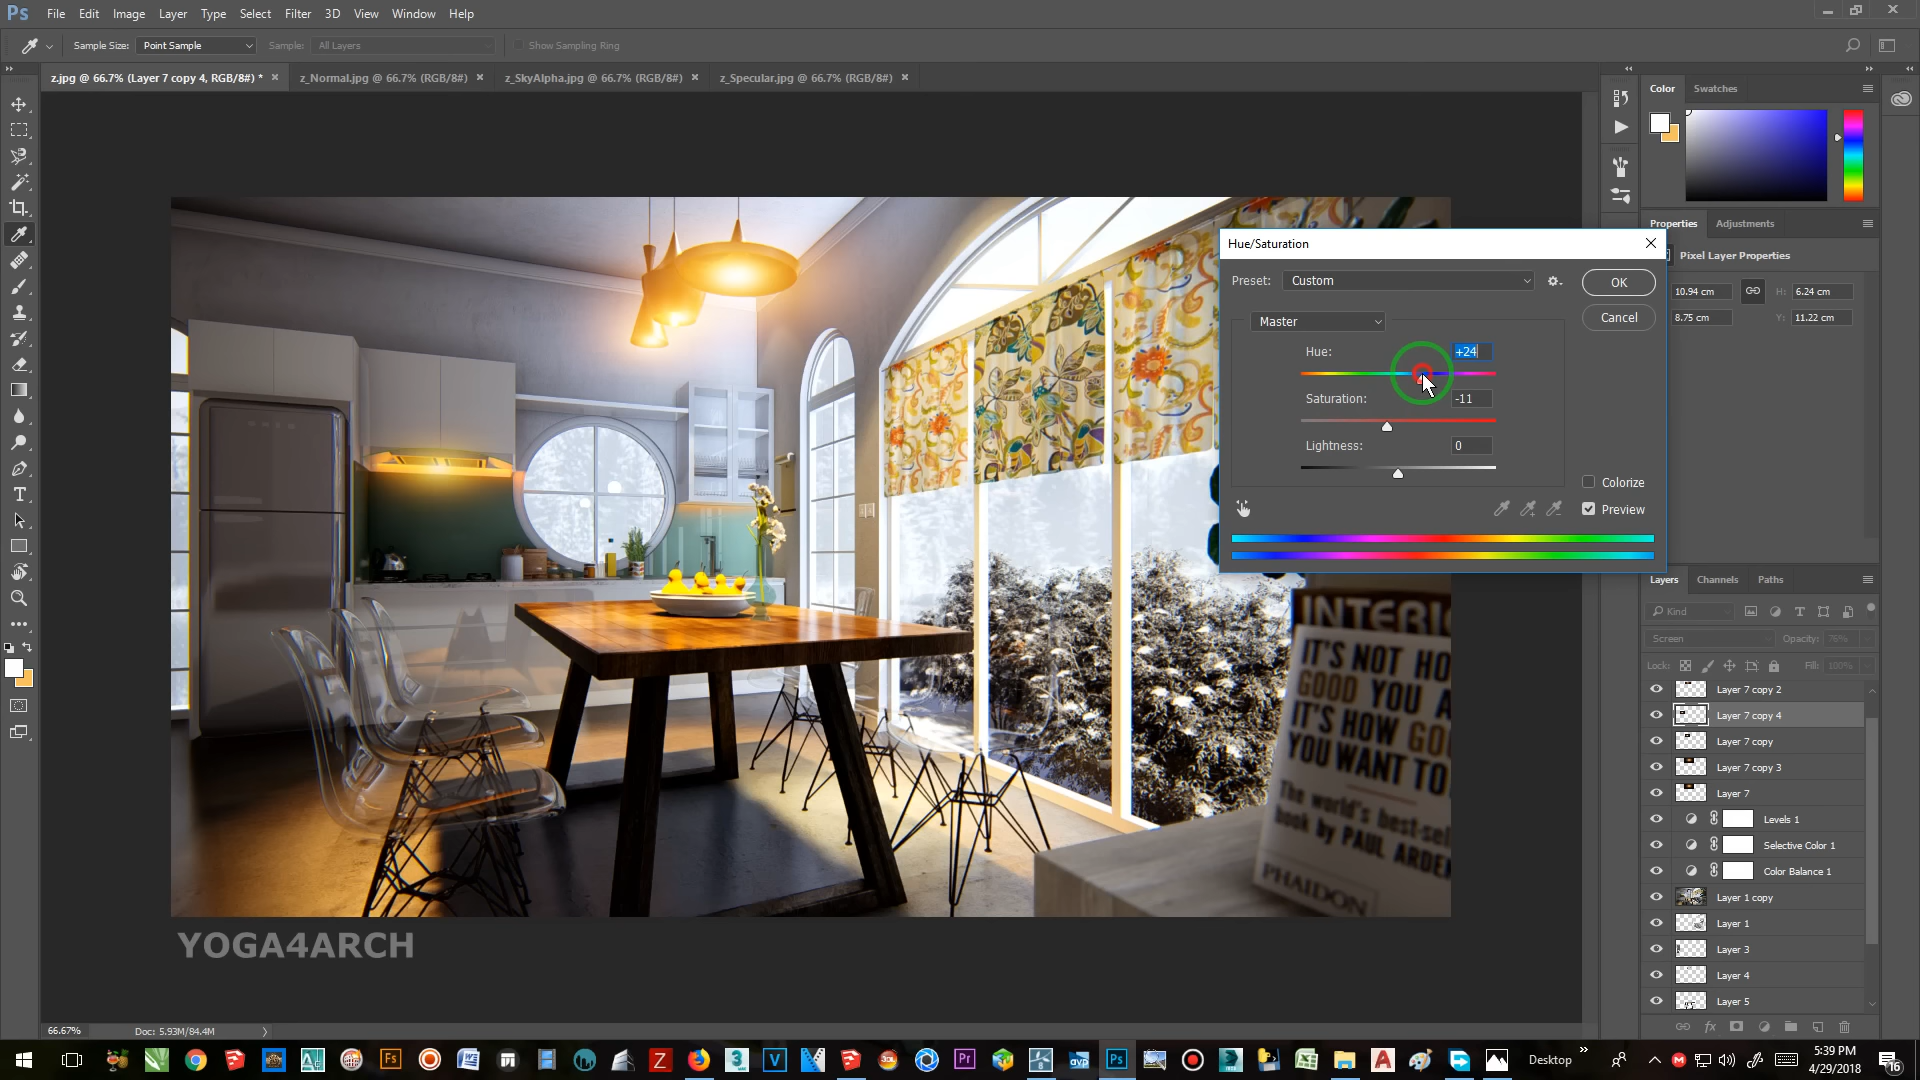 Ps File Edit Image Layer Type Select Filter 3D View Window Help
Sample Size: Point Sample Sample: All Layers Show Sampling Ring
z.jpg @ 66.7% (Layer 7 copy 4, RGB/8#) * z_Normal.jpg @ 66.7% (RGB/8#) z_SkyAlpha.jpg @ 66.7% (RGB/8#) z_Specular.jpg @ 66.7% (RGB/8#)
Color Swatches
Properties Adjustments
Pixel Layer Properties
10.94 cm H: 6.24 cm
8.75 cm Y: 11.22 cm
Hue/Saturation
Preset: Custom
OK
Cancel
Master
Hue: +24
Saturation: -11
Lightness: 0
Colorize
Preview
Layers Channels Paths
Kind
Screen Opacity: 76%
Lock: Fill: 100%
Layer 7 copy 2
Layer 7 copy 4
Layer 7 copy
Layer 7 copy 3
Layer 7
Levels 1
Selective Color 1
Color Balance 1
Layer 1 copy
Layer 1
Layer 3
Layer 4
Layer 5
IT'S NOT HO
GOOD YOU A
IT'S HOW GO
YOU WANT TO
The world's best-sel
book by PAUL ARDEN
PHAIDON
YOGA4ARCH
66.67% Doc: 5.93M/84.4M
Desktop
5:39 PM
4/29/2018
16